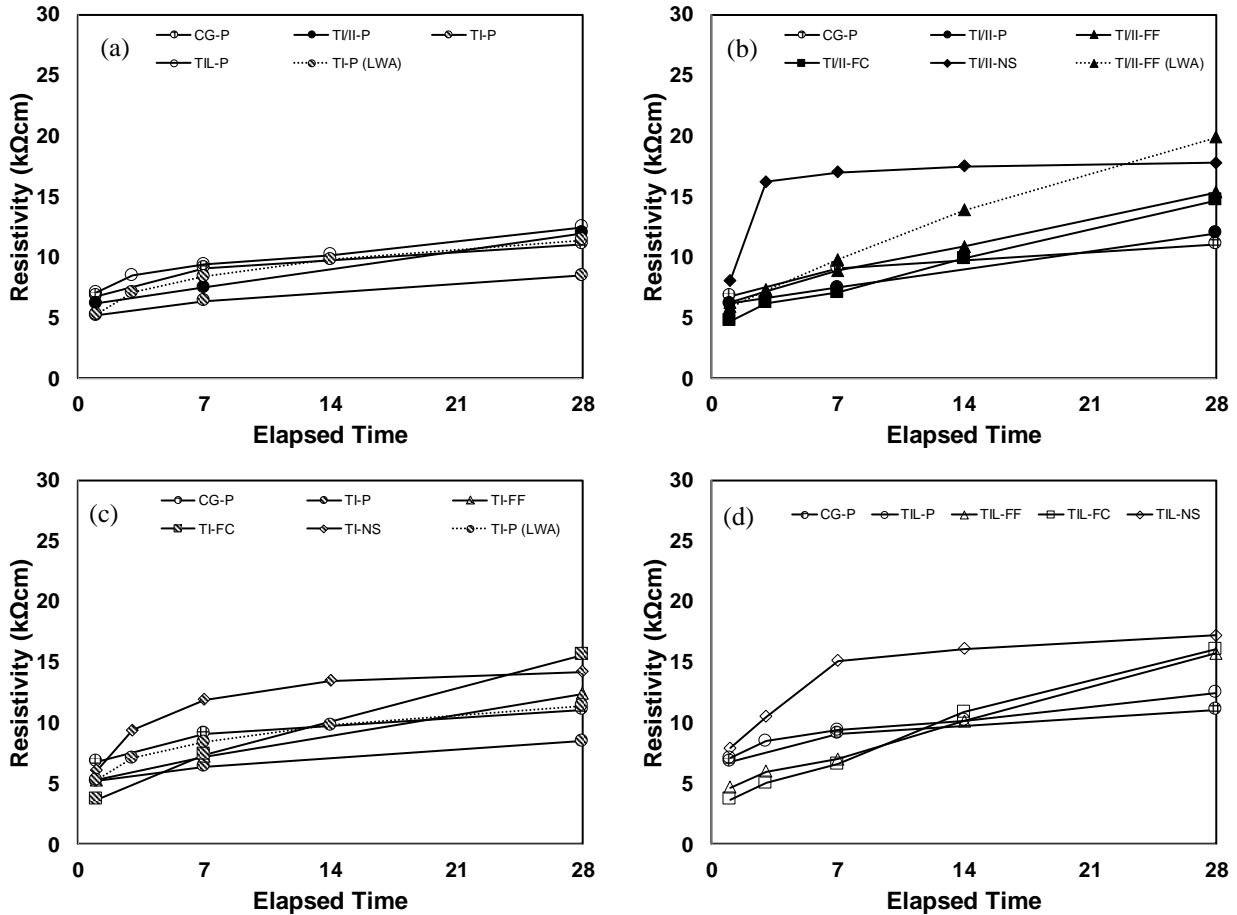 (a)
CG-P TI/II-P TI-P
TIL-P TI-P (LWA)
30
25
20
15
10
5
0
Resistivity (kΩcm)
0 7 14 21 28
Elapsed Time
(b)
CG-P TI/II-P TI/II-FF
TI/II-FC TI/II-NS TI/II-FF (LWA)
30
25
20
15
10
5
0
Resistivity (kΩcm)
0 7 14 21 28
Elapsed Time
(c)
CG-P TI-P TI-FF
TI-FC TI-NS TI-P (LWA)
30
25
20
15
10
5
0
Resistivity (kΩcm)
0 7 14 21 28
Elapsed Time
(d)
CG-P TIL-P TIL-FF TIL-FC TIL-NS
30
25
20
15
10
5
0
Resistivity (kΩcm)
0 7 14 21 28
Elapsed Time